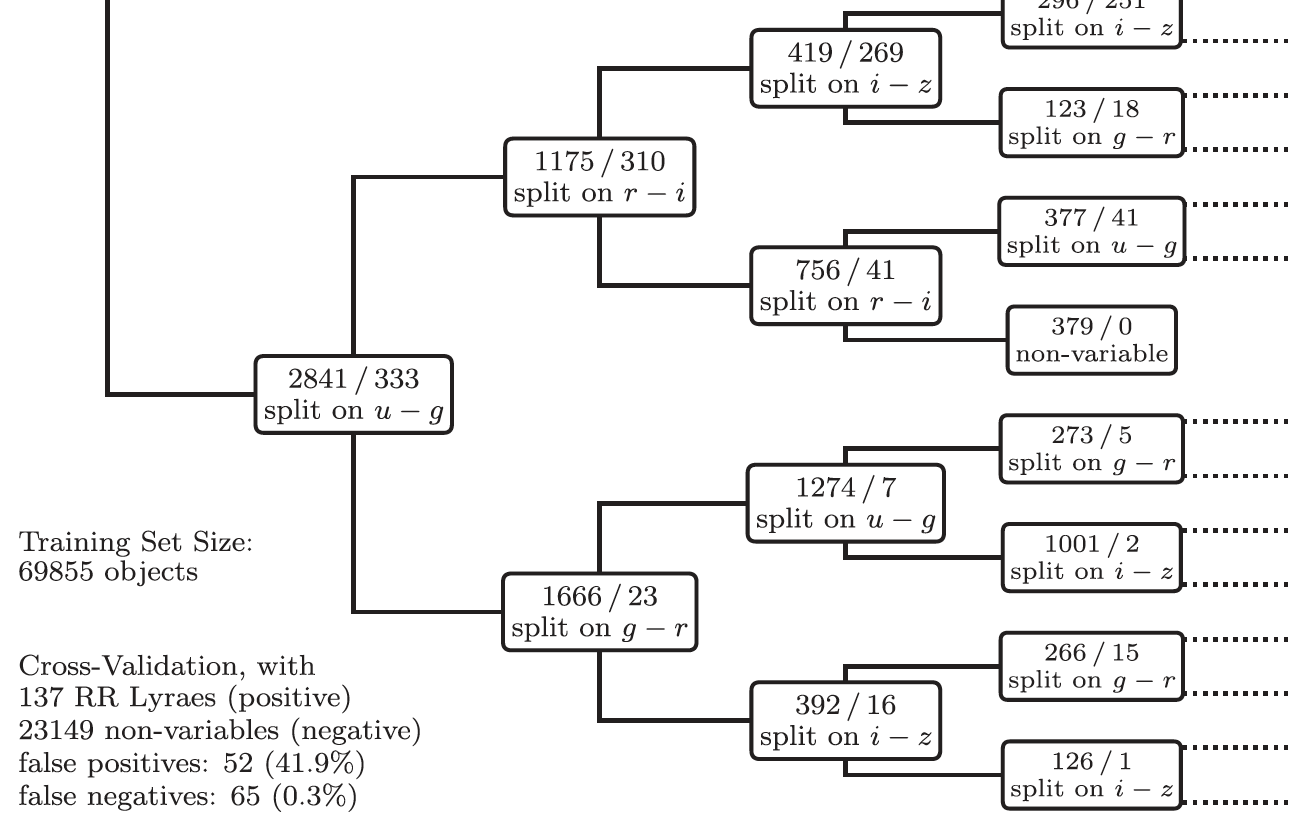 296 / 251
split on i − z
419 / 269
split on i − z
123 / 18
split on g − r
1175 / 310
split on r − i
377 / 41
split on u − g
756 / 41
split on r − i
379 / 0
non-variable
2841 / 333
split on u − g
273 / 5
split on g − r
1274 / 7
split on u − g
1001 / 2
split on i − z
1666 / 23
split on g − r
266 / 15
split on g − r
392 / 16
split on i − z
126 / 1
split on i − z
Training Set Size:
69855 objects
Cross-Validation, with
137 RR Lyraes (positive)
23149 non-variables (negative)
false positives: 52 (41.9%)
false negatives: 65 (0.3%)